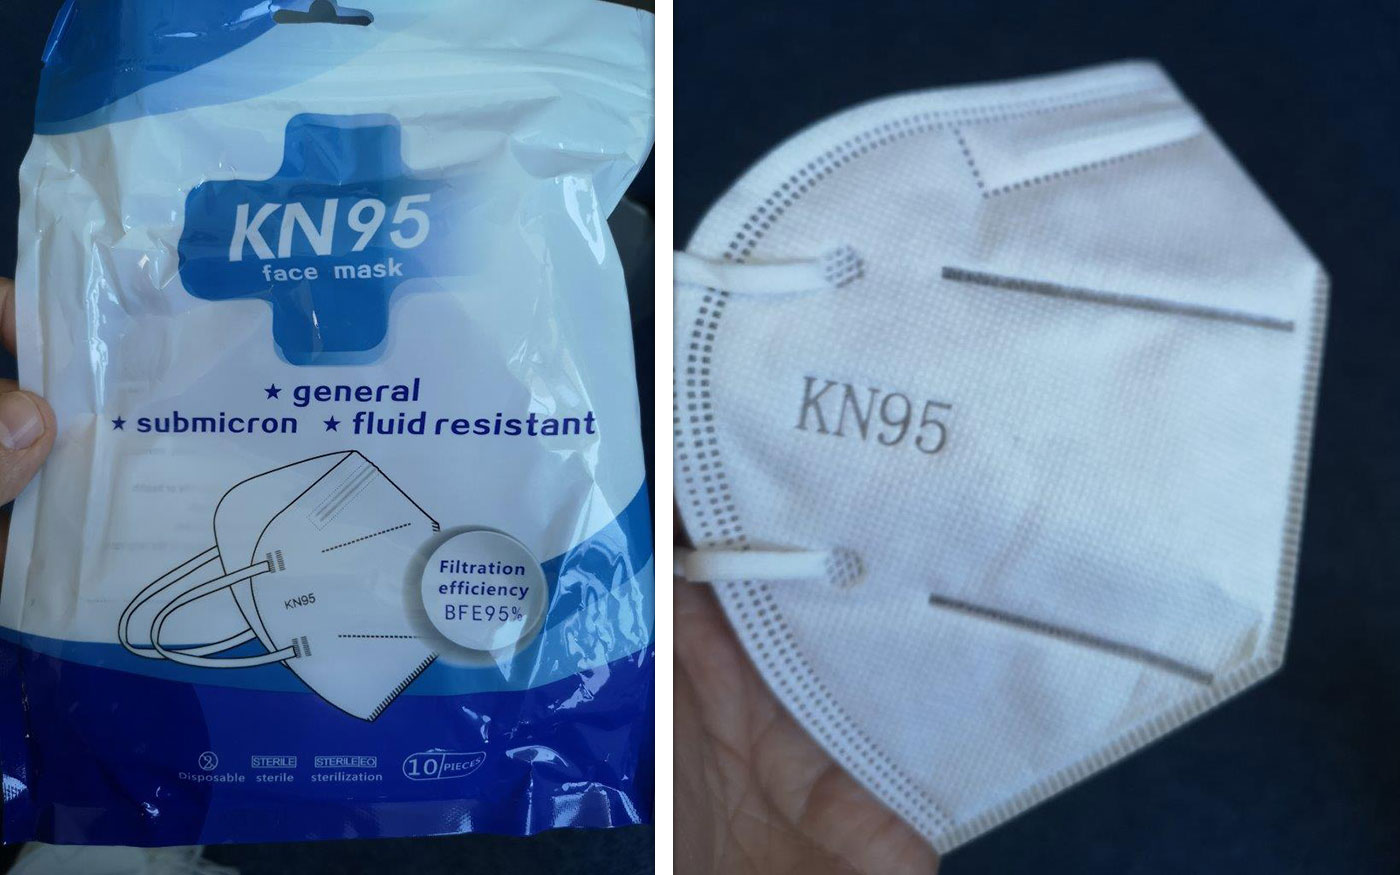 KN95
face mask
★ general
★ submicron ★ fluid resistant
KN95
Filtration
efficiency
BFE95%
2
STERILE
STERILE EO
Disposable
sterile
sterilization
10/PIECES
KN95